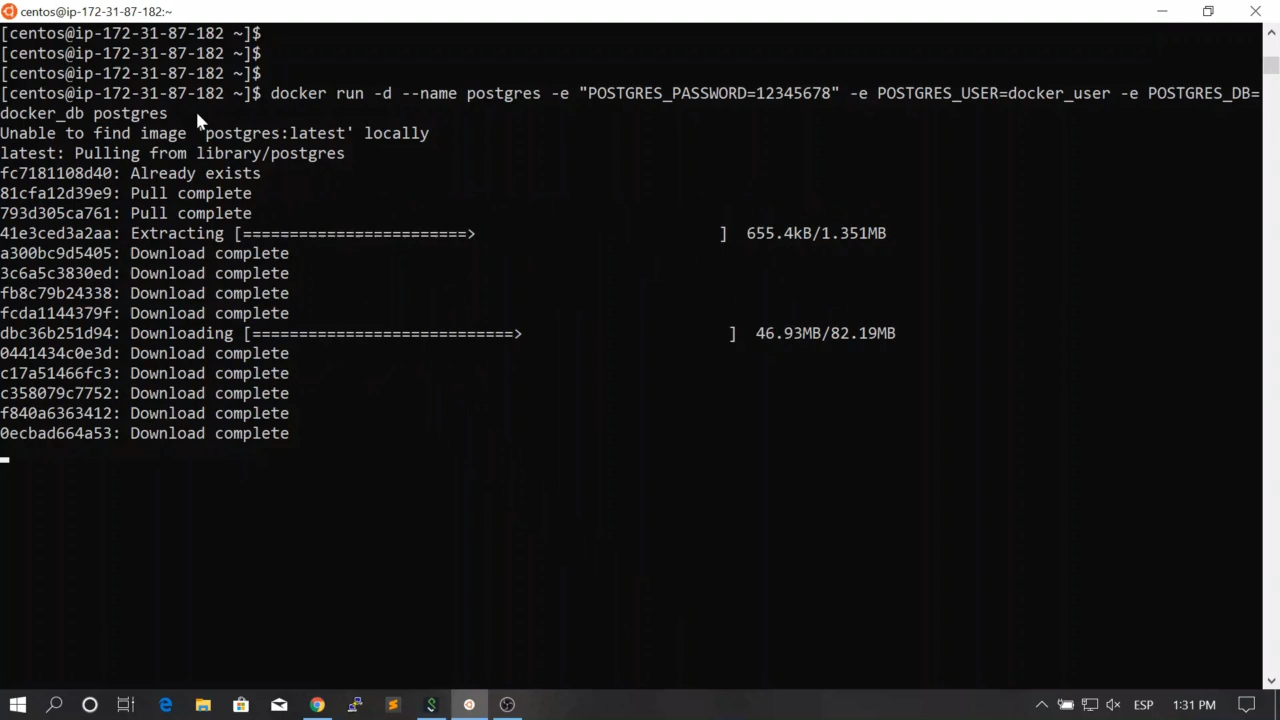 centos@ip-172-31-87-182:~
[centos@ip-172-31-87-182 ~]$
[centos@ip-172-31-87-182 ~]$
[centos@ip-172-31-87-182 ~]$
[centos@ip-172-31-87-182 ~]$ docker run -d --name postgres -e "POSTGRES_PASSWORD=12345678" -e POSTGRES_USER=docker_user -e POSTGRES_DB=
docker_db postgres
Unable to find image 'postgres:latest' locally
latest: Pulling from library/postgres
fc7181108d40: Already exists
81cfa12d39e9: Pull complete
793d305ca761: Pull complete
41e3ced3a2aa: Extracting [========================>                          ]  655.4kB/1.351MB
a300bc9d5405: Download complete
3c6a5c3830ed: Download complete
fb8c79b24338: Download complete
fcda1144379f: Download complete
dbc36b251d94: Downloading [============================>                      ]  46.93MB/82.19MB
0441434c0e3d: Download complete
c17a51466fc3: Download complete
c358079c7752: Download complete
f840a6363412: Download complete
0ecbad664a53: Download complete
ESP 1:31 PM